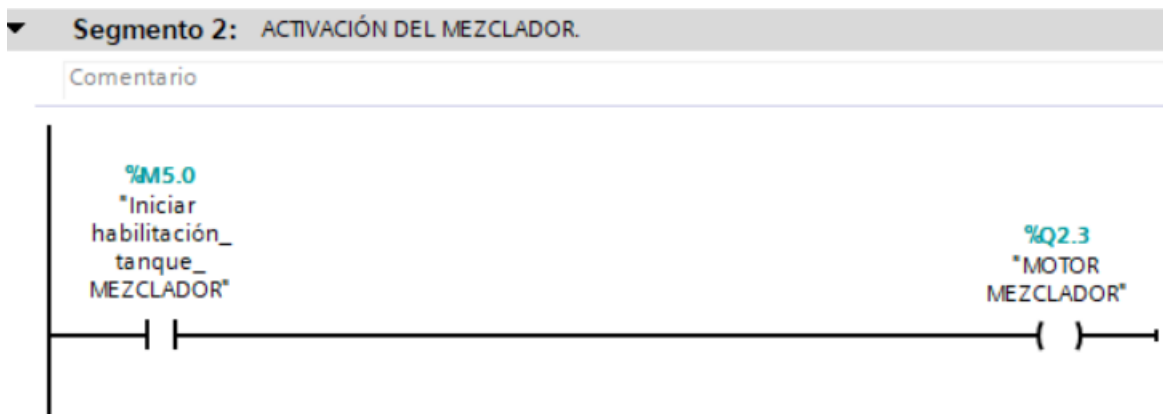 Segmento 2: ACTIVACIÓN DEL MEZCLADOR.
Comentario
%M5.0
"Iniciar
habilitación_
tanque_
MEZCLADOR"
%Q2.3
"MOTOR
MEZCLADOR"